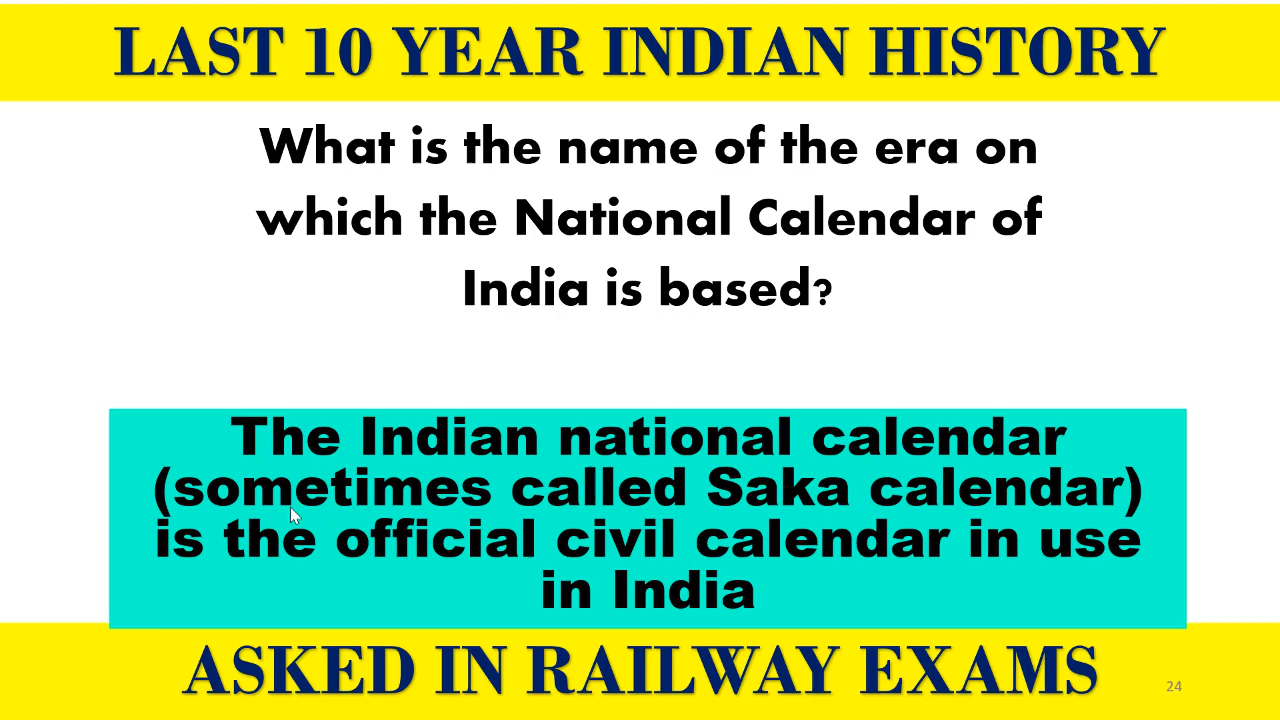 LAST 10 YEAR INDIAN HISTORY
What is the name of the era on
which the National Calendar of
India is based?
The Indian national calendar
(sometimes called Saka calendar)
is the official civil calendar in use
in India
ASKED IN RAILWAY EXAMS
24